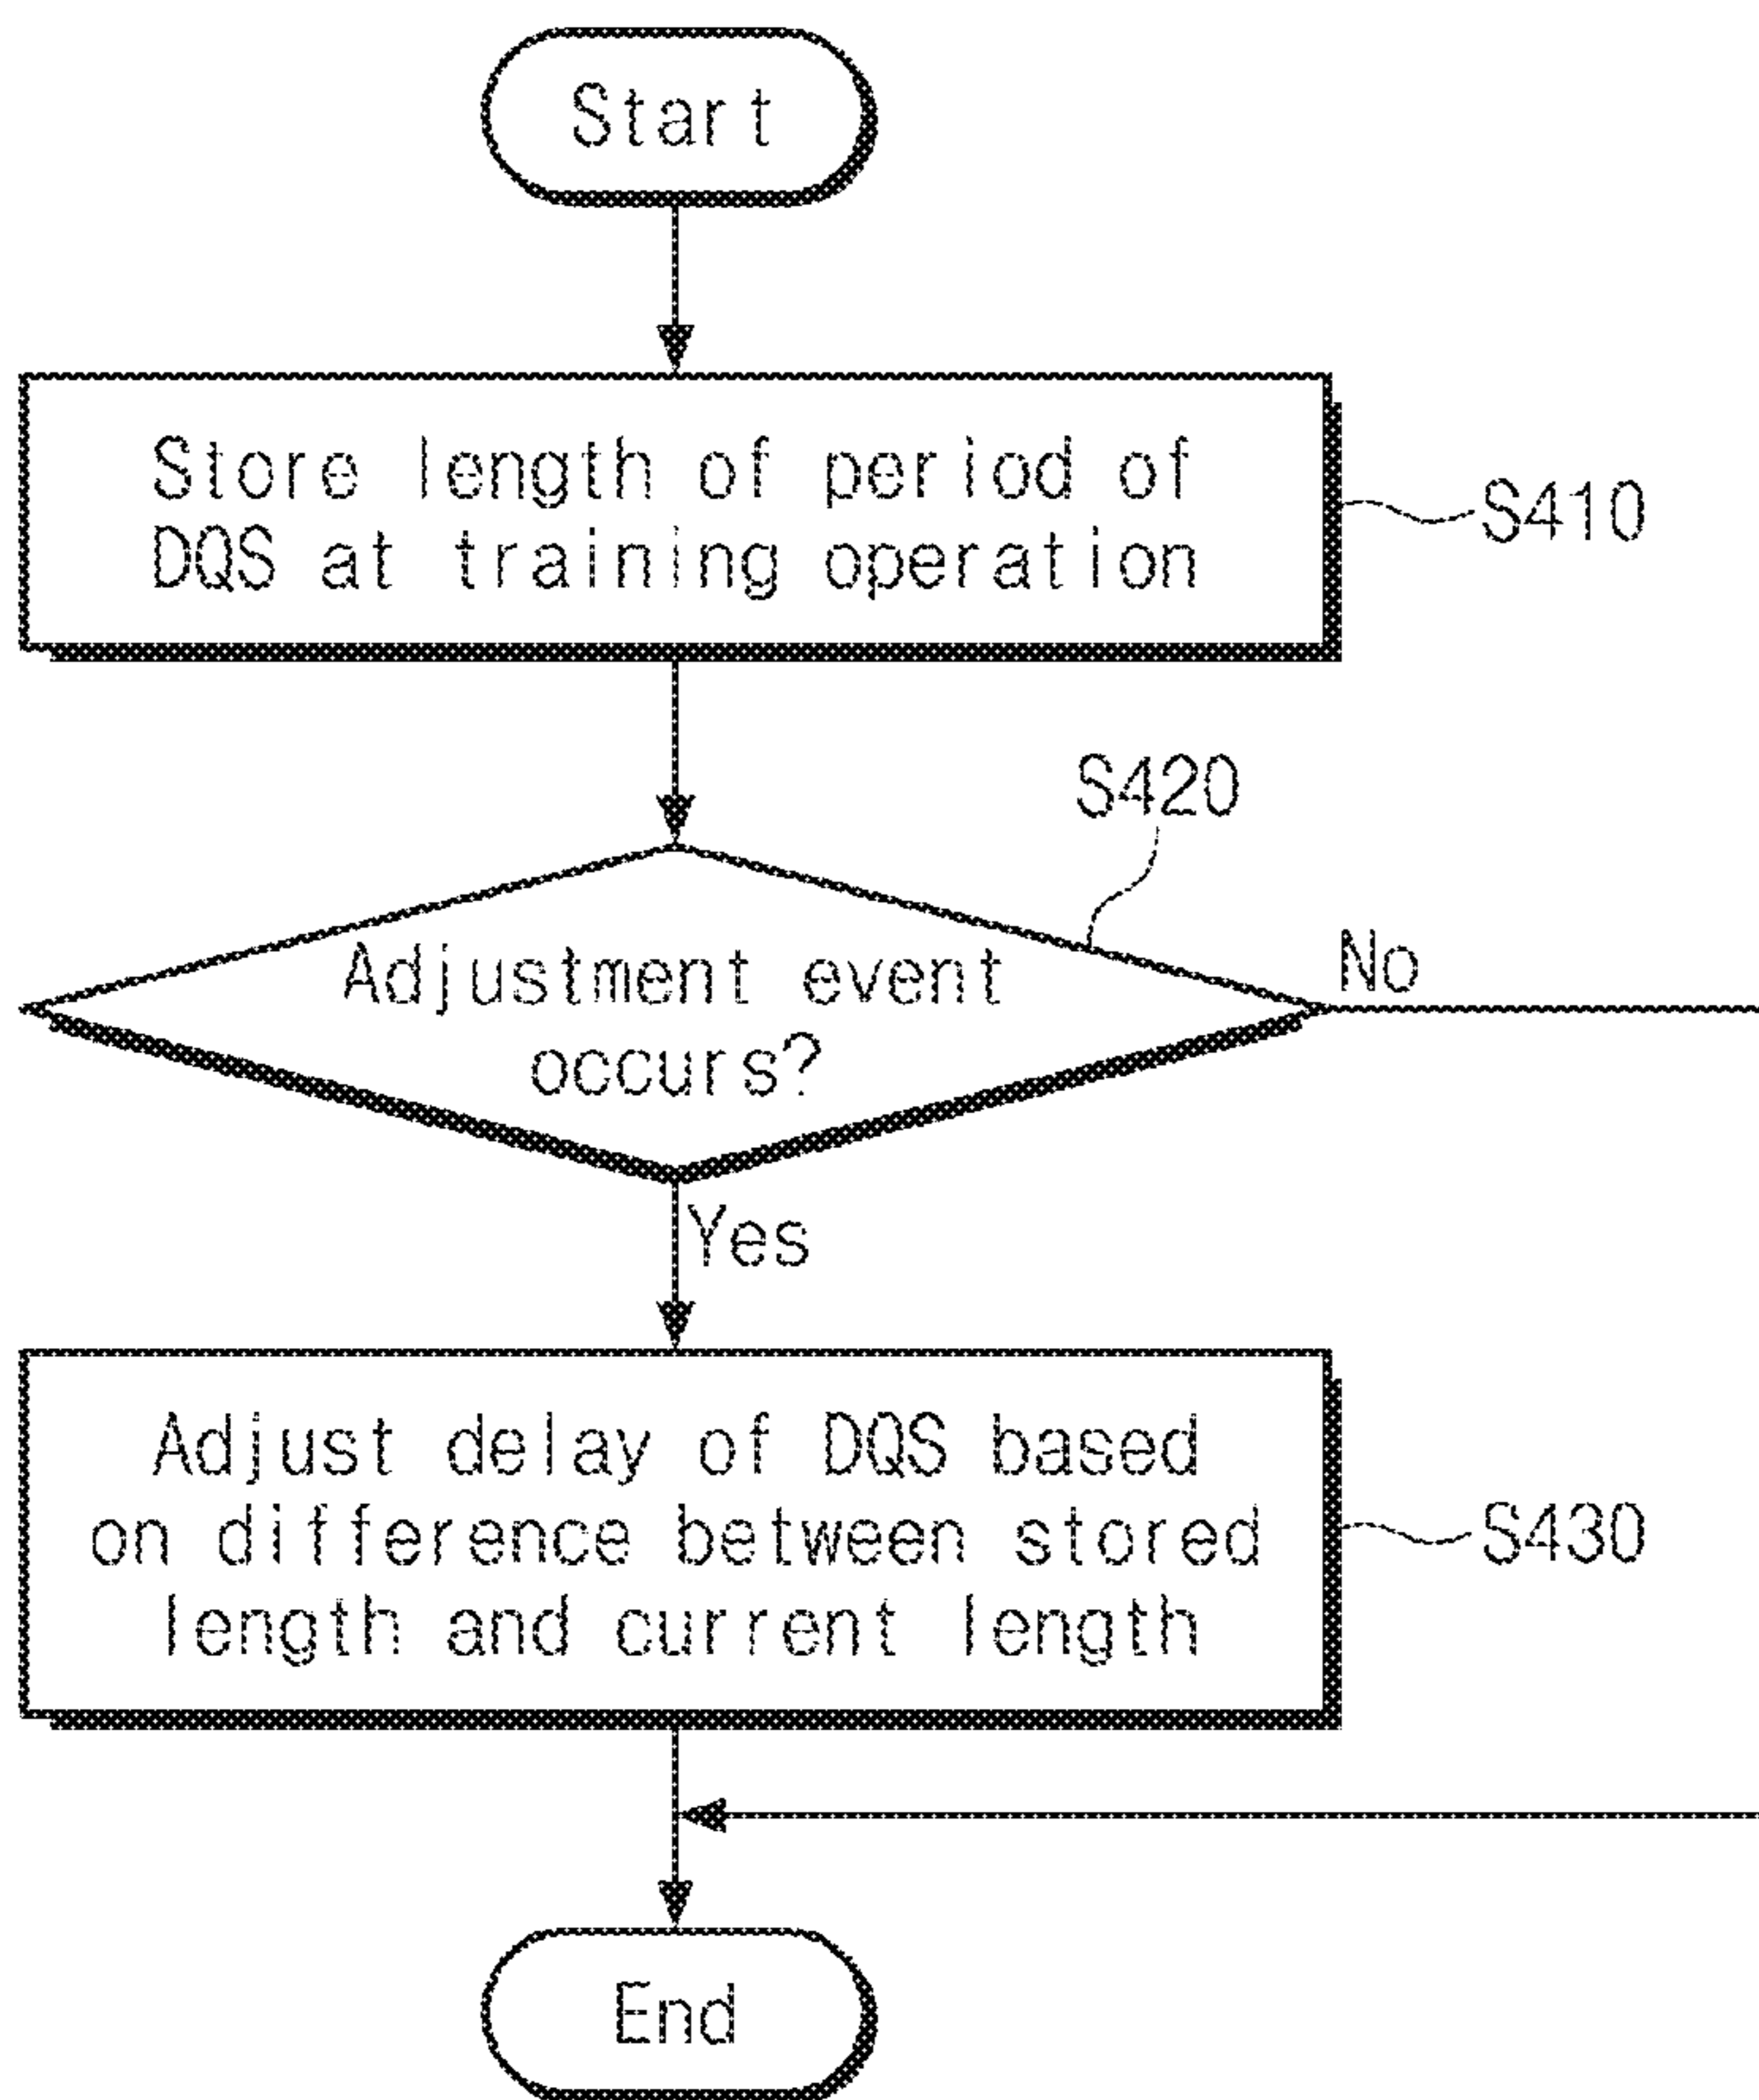 Start
Store length of period of
DQS at training operation
S410
S420
Adjustment event
occurs?
No
Yes
Adjust delay of DQS based
on difference between stored
length and current length
S430
End